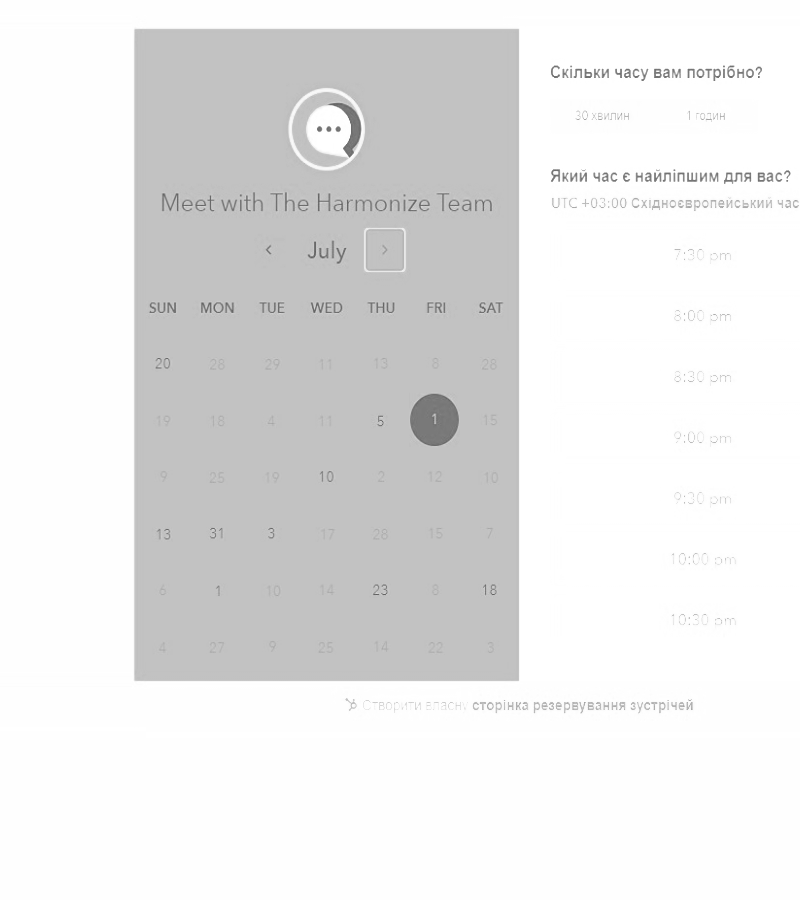 Meet with The Harmonize Team
July
SUN MON TUE WED THU FRI SAT
20 28 29 11 13 8 28
19 18 4 11 5 1 15
9 25 19 10 2 12 10
13 31 3 17 28 15 7
6 1 10 14 23 8 18
4 27 9 25 14 22 3
Скільки часу вам потрібно?
30 хвилин 1 годин
Який час є найліпшим для вас?
UTC +03:00 Східноєвропейський час
7:30 pm
8:00 pm
8:30 pm
9:00 pm
9:30 pm
10:00 pm
10:30 pm
Створити власну сторінка резервування зустрічей